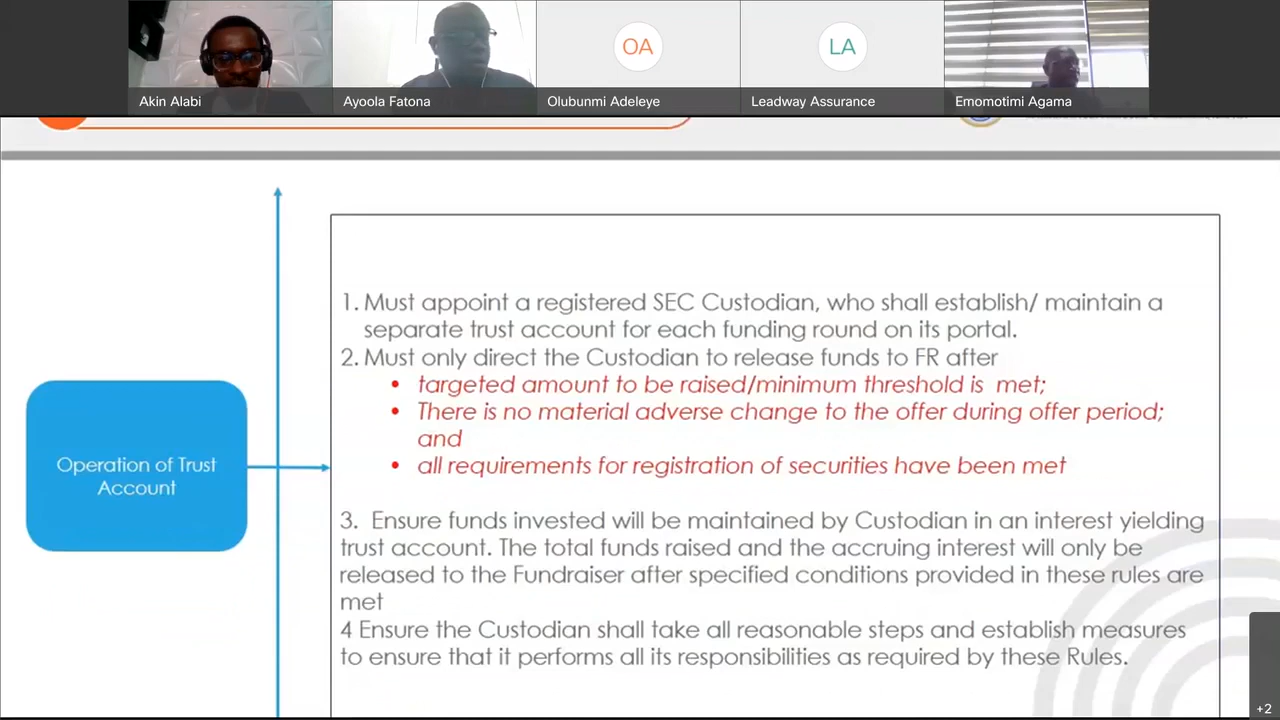 OA
LA
Akin Alabi
Ayoola Fatona
Olubunmi Adeleye
Leadway Assurance
Emomotimi Agama
1. Must appoint a registered SEC Custodian, who shall establish/ maintain a
separate trust account for each funding round on its portal.
2. Must only direct the Custodian to release funds to FR after
• targeted amount to be raised/minimum threshold is met;
• There is no material adverse change to the offer during offer period;
and
• all requirements for registration of securities have been met
Operation of Trust
Account
3. Ensure funds invested will be maintained by Custodian in an interest yielding
trust account. The total funds raised and the accruing interest will only be
released to the Fundraiser after specified conditions provided in these rules are
met
4 Ensure the Custodian shall take all reasonable steps and establish measures
to ensure that it performs all its responsibilities as required by these Rules.
+2